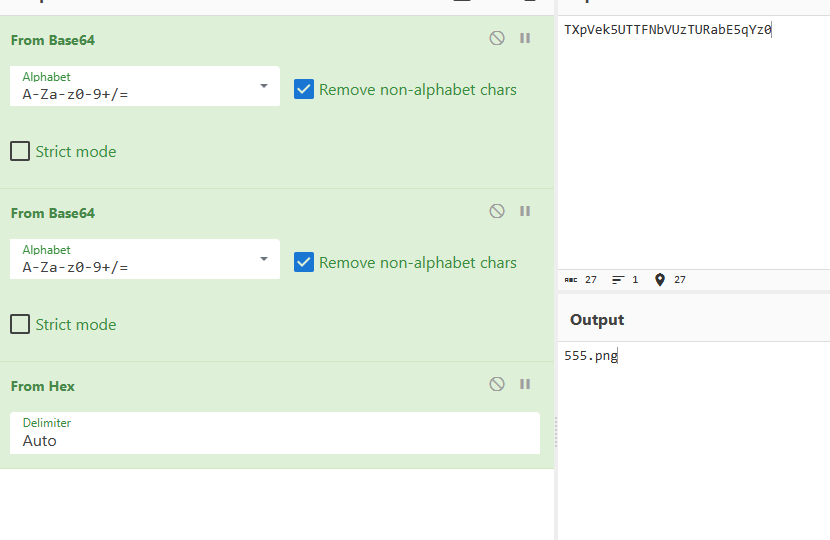 From Base64
Alphabet
A-Za-z0-9+/=
Remove non-alphabet chars
Strict mode
From Base64
Alphabet
A-Za-z0-9+/=
Remove non-alphabet chars
Strict mode
From Hex
Delimiter
Auto
TXpVek5UTTFNbVUzTURabE5qYz0
ABC 27 1 27
Output
555.png